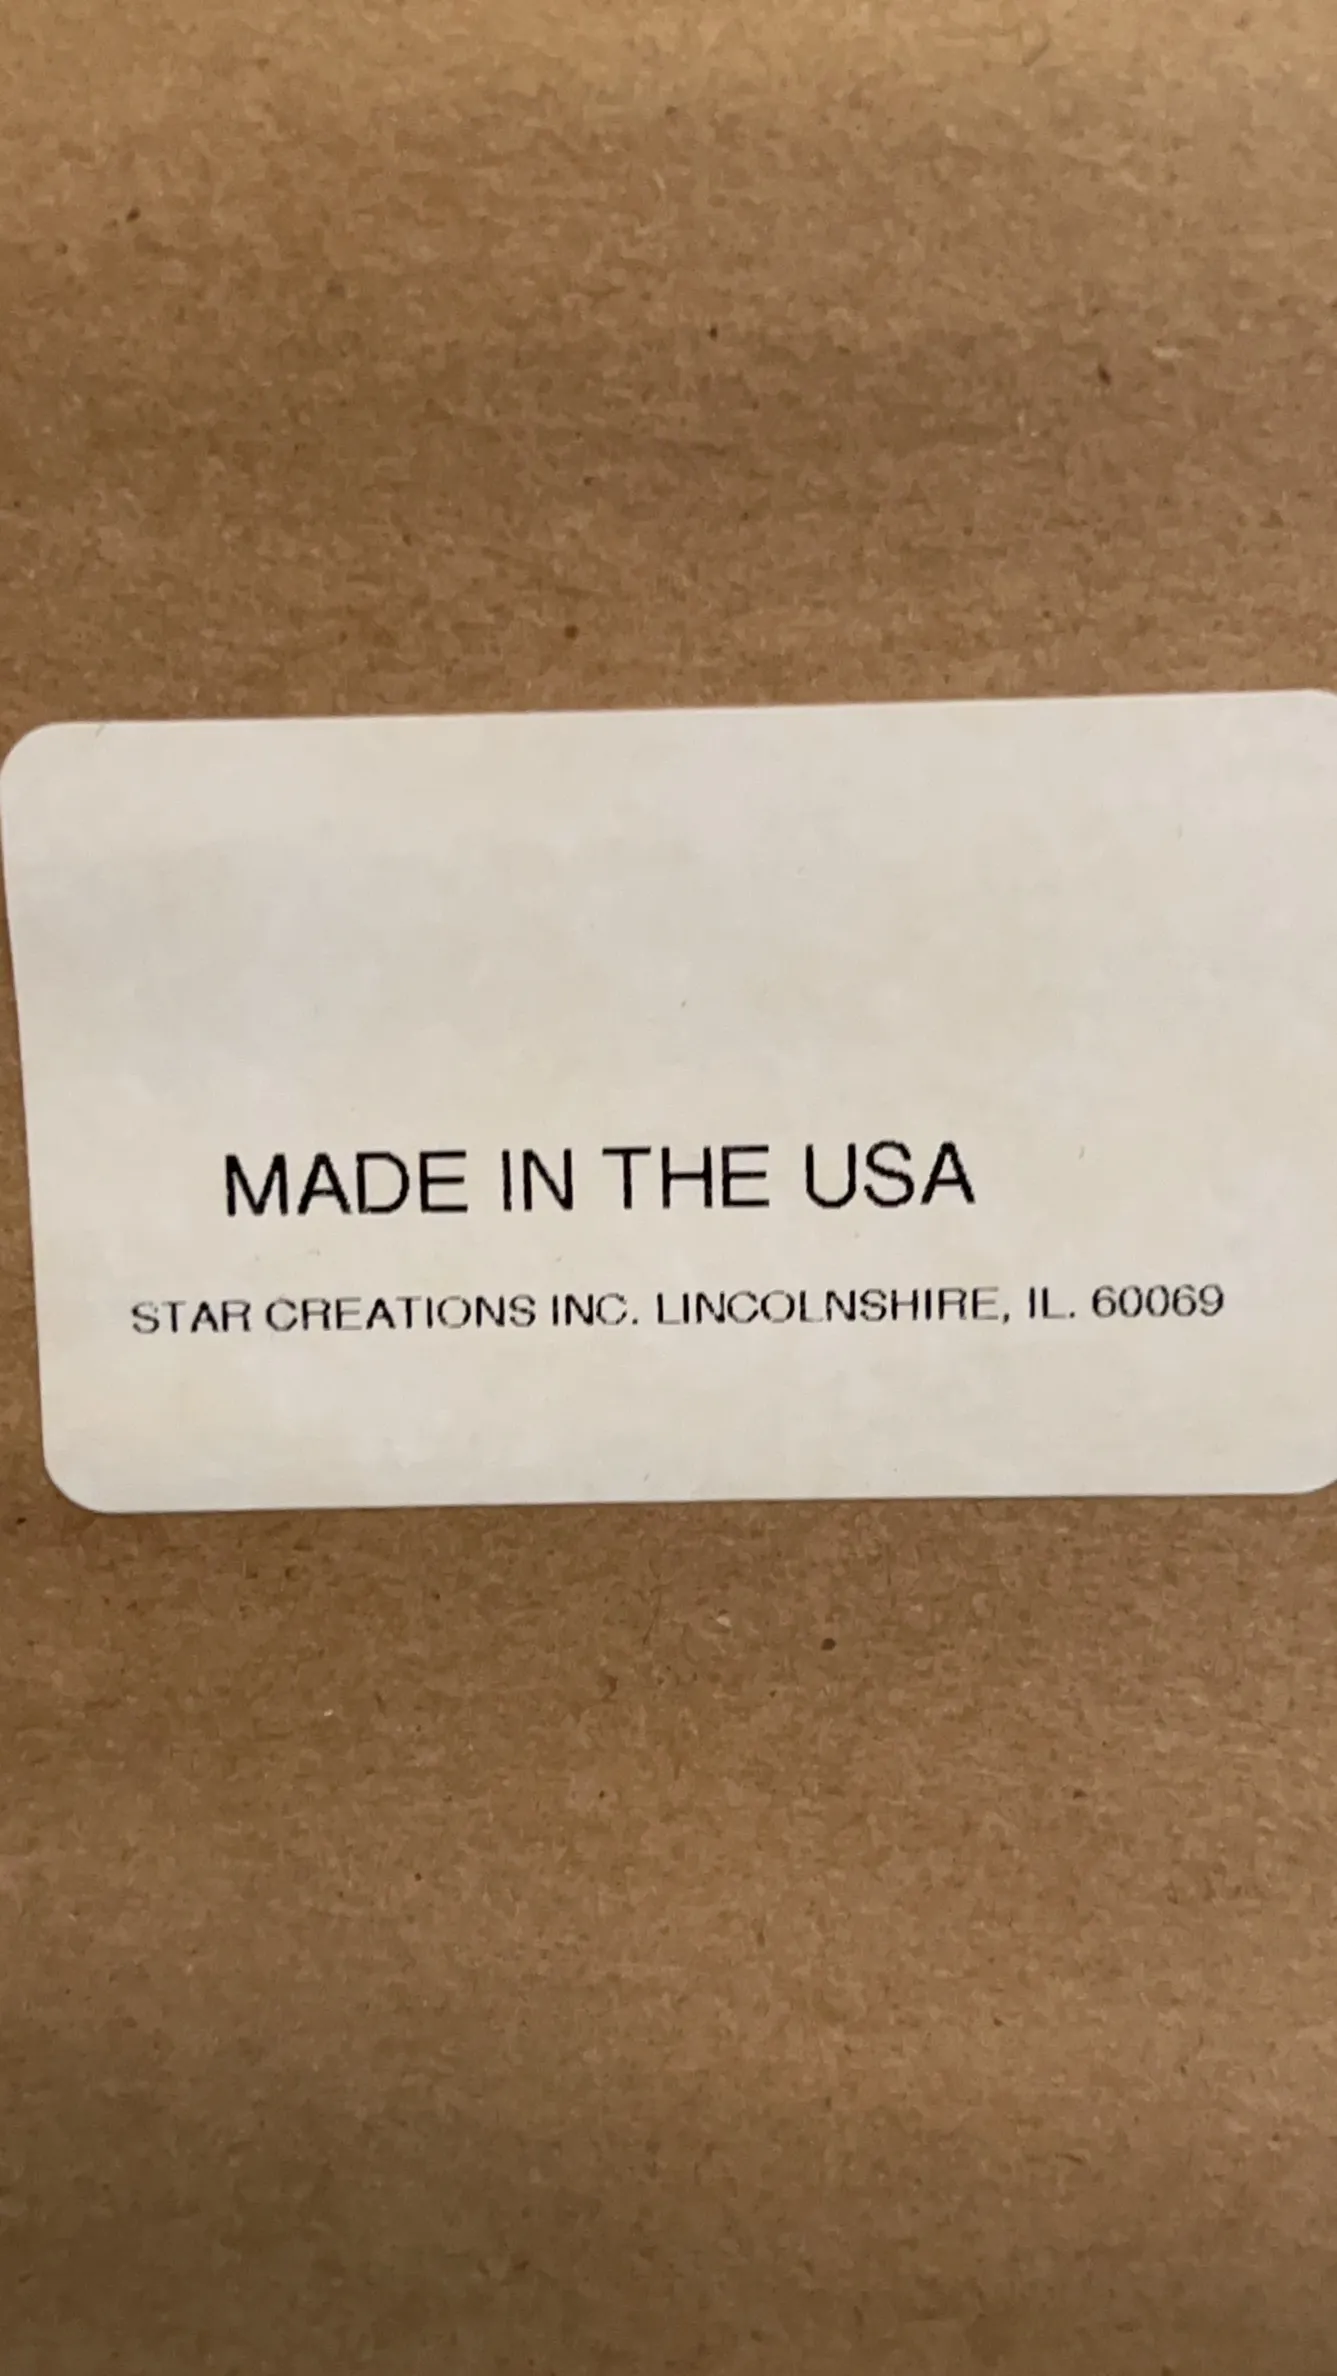 MADE IN THE USA
STAR CREATIONS INC. LINCOLNSHIRE, IL. 60069